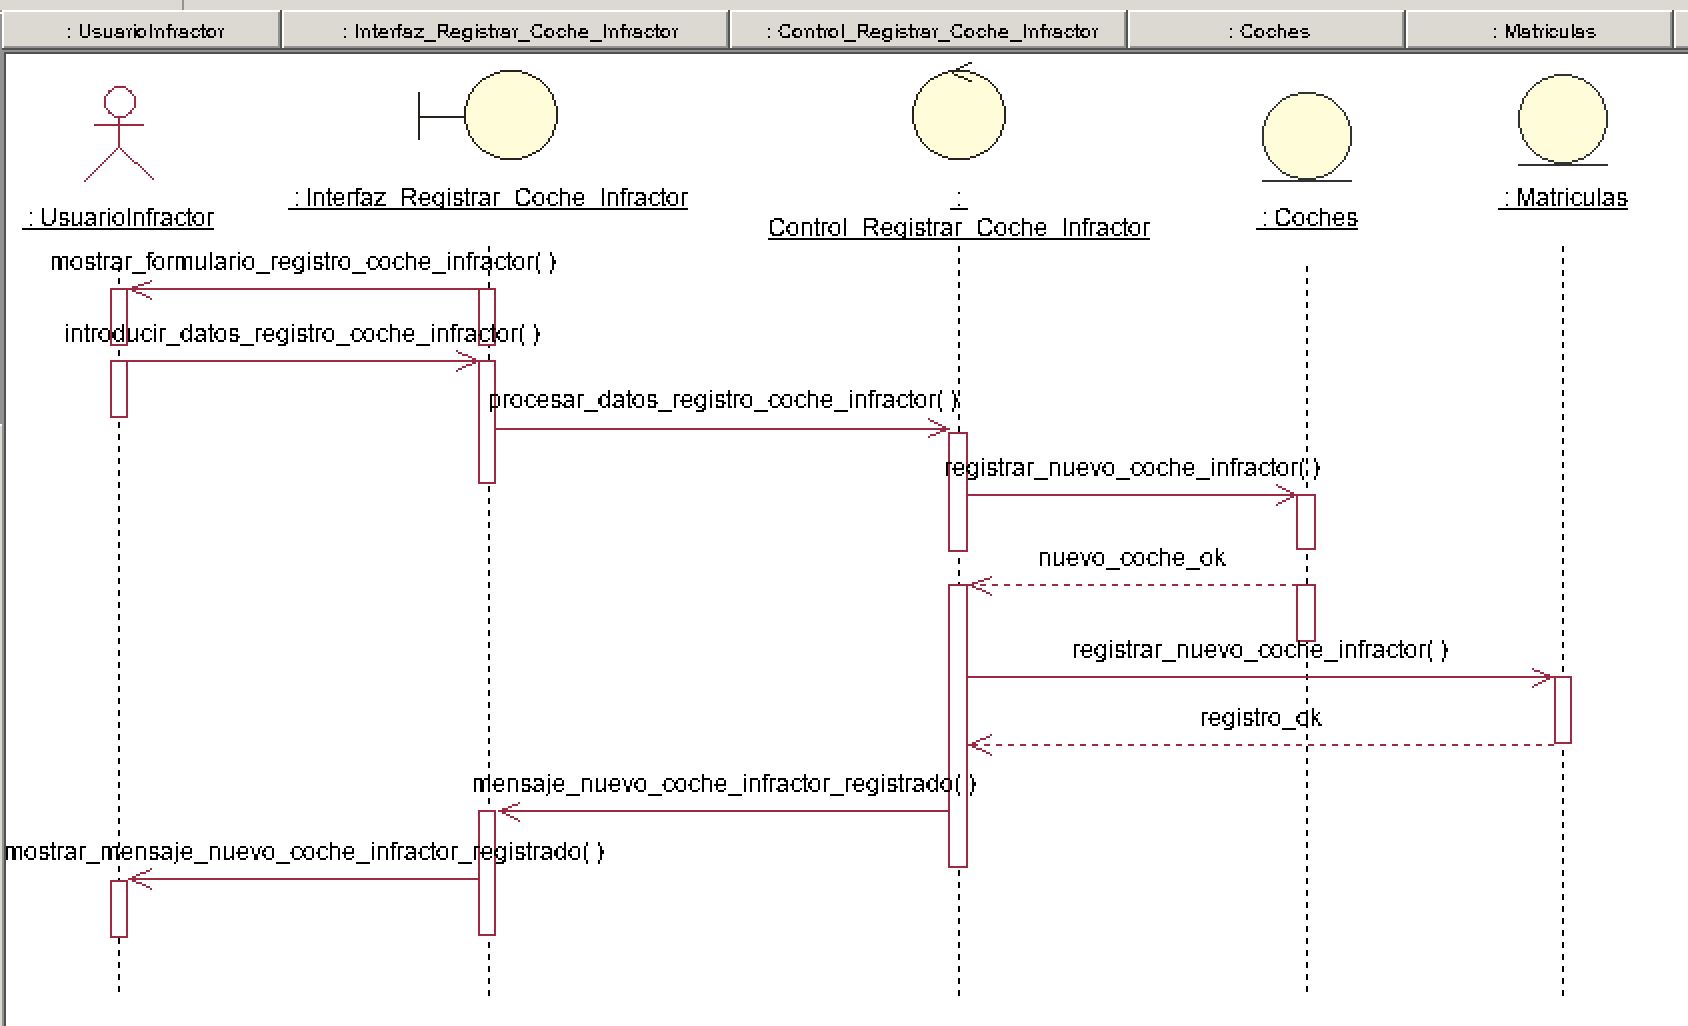 : UsuarioInfractor
: Interfaz_Registrar_Coche_Infractor
: Control_Registrar_Coche_Infractor
: Coches
: Matriculas
: UsuarioInfractor
: Interfaz_Registrar_Coche_Infractor
:
Control_Registrar_Coche_Infractor
: Coches
: Matriculas
mostrar_formulario_registro_coche_infractor( )
introducir_datos_registro_coche_infractor( )
procesar_datos_registro_coche_infractor( )
registrar_nuevo_coche_infractor( )
nuevo_coche_ok
registrar_nuevo_coche_infractor( )
registro_ok
mensaje_nuevo_coche_infractor_registrado( )
mostrar_mensaje_nuevo_coche_infractor_registrado( )